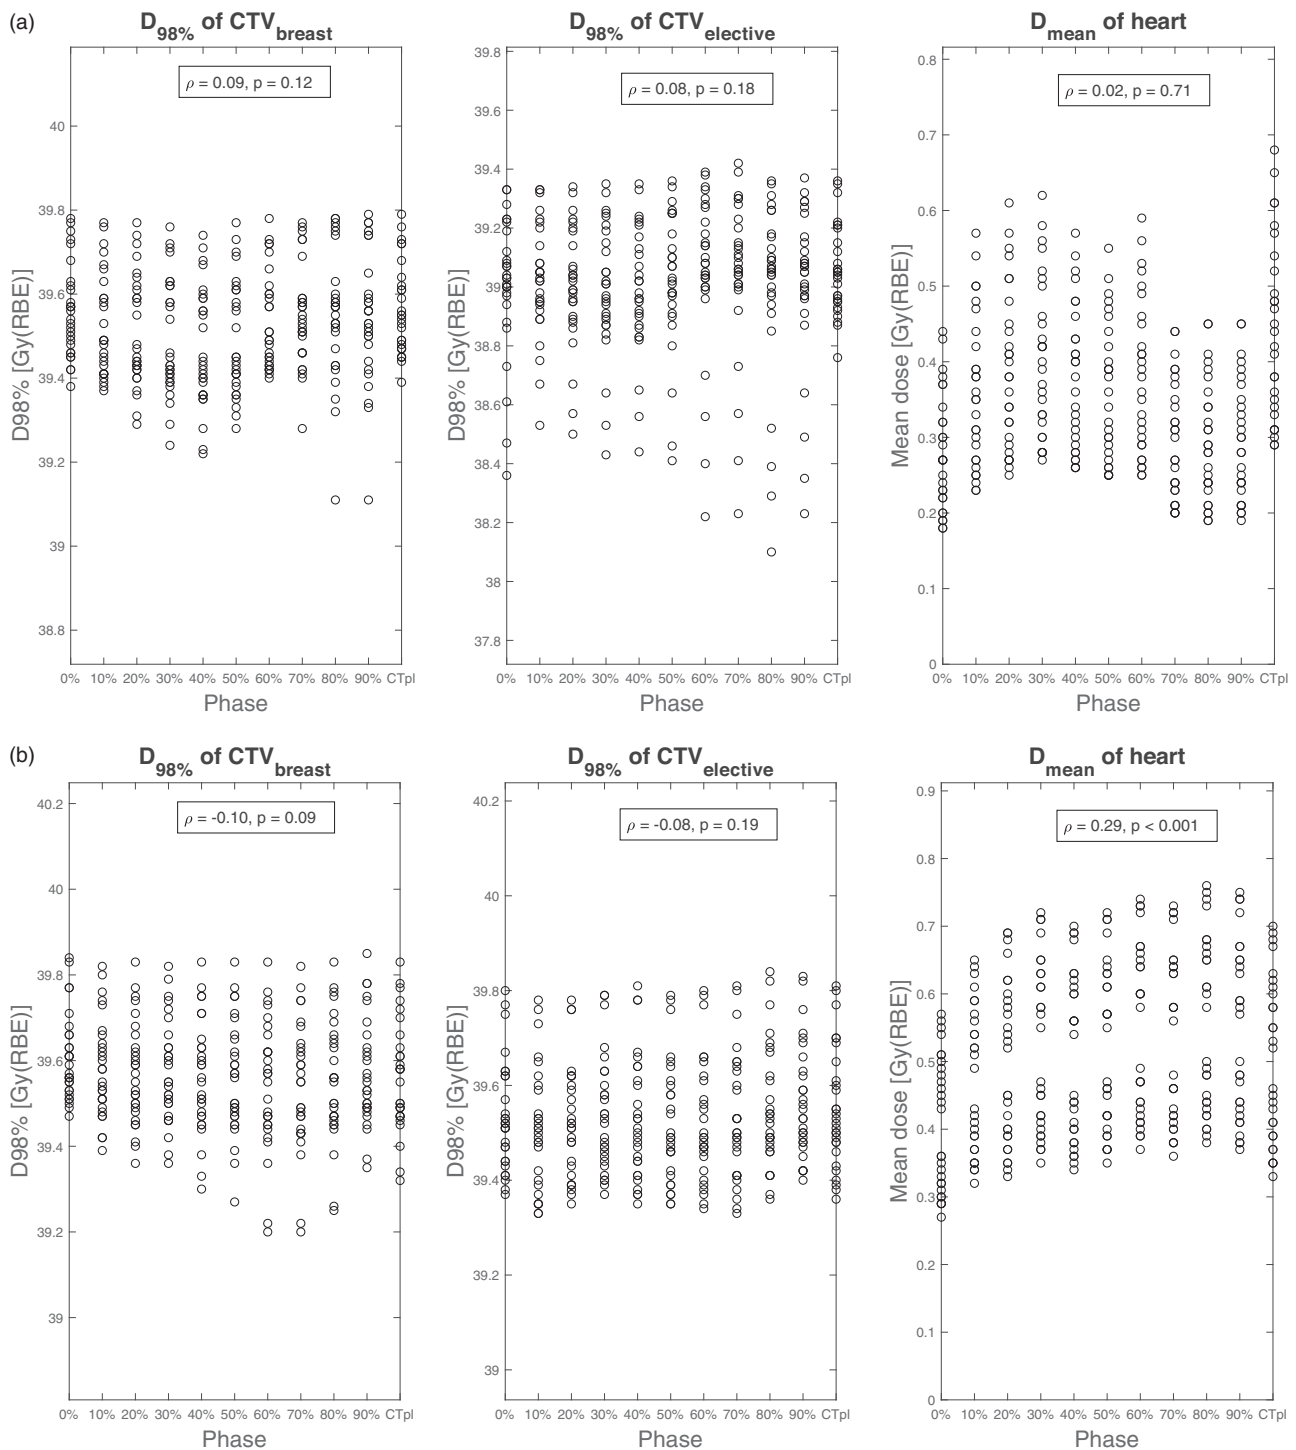 (a)
D98% of CTVbreast
ρ = 0.09, p = 0.12
D98% [Gy(RBE)]
40
39.8
39.6
39.4
39.2
39
38.8
0% 10% 20% 30% 40% 50% 60% 70% 80% 90% CTpl
Phase
D98% of CTVelective
ρ = 0.08, p = 0.18
D98% [Gy(RBE)]
39.8
39.6
39.4
39.2
39
38.8
38.6
38.4
38.2
38
37.8
0% 10% 20% 30% 40% 50% 60% 70% 80% 90% CTpl
Phase
Dmean of heart
ρ = 0.02, p = 0.71
Mean dose [Gy(RBE)]
0.8
0.7
0.6
0.5
0.4
0.3
0.2
0.1
0
0% 10% 20% 30% 40% 50% 60% 70% 80% 90% CTpl
Phase
(b)
D98% of CTVbreast
ρ = -0.10, p = 0.09
D98% [Gy(RBE)]
40.2
40
39.8
39.6
39.4
39.2
39
0% 10% 20% 30% 40% 50% 60% 70% 80% 90% CTpl
Phase
D98% of CTVelective
ρ = -0.08, p = 0.19
D98% [Gy(RBE)]
40.2
40
39.8
39.6
39.4
39.2
39
0% 10% 20% 30% 40% 50% 60% 70% 80% 90% CTpl
Phase
Dmean of heart
ρ = 0.29, p < 0.001
Mean dose [Gy(RBE)]
0.9
0.8
0.7
0.6
0.5
0.4
0.3
0.2
0.1
0
0% 10% 20% 30% 40% 50% 60% 70% 80% 90% CTpl
Phase